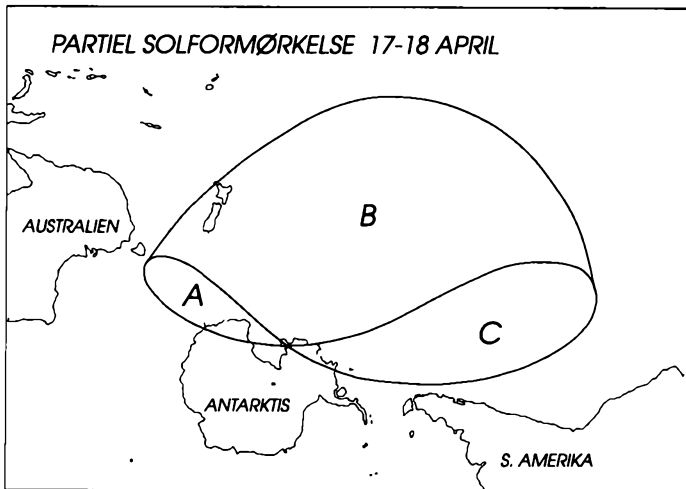 PARTIEL SOLFORMØRKELSE 17-18 APRIL
B
AUSTRALIEN
A
C
ANTARKTIS
S. AMERIKA